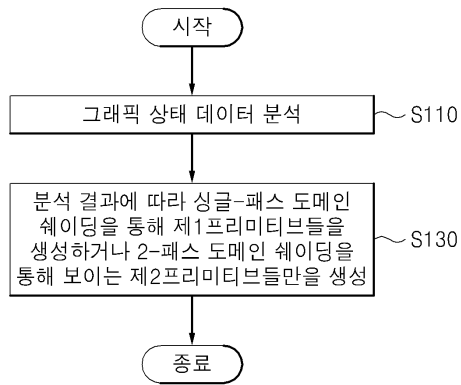 시작
그래픽 상태 데이터 분석
S110
분석 결과에 따라 싱글-패스 도메인
쉐이딩을 통해 제1프리미티브들을
생성하거나 2-패스 도메인 쉐이딩을
통해 보이는 제2프리미티브들만을 생성
S130
종료